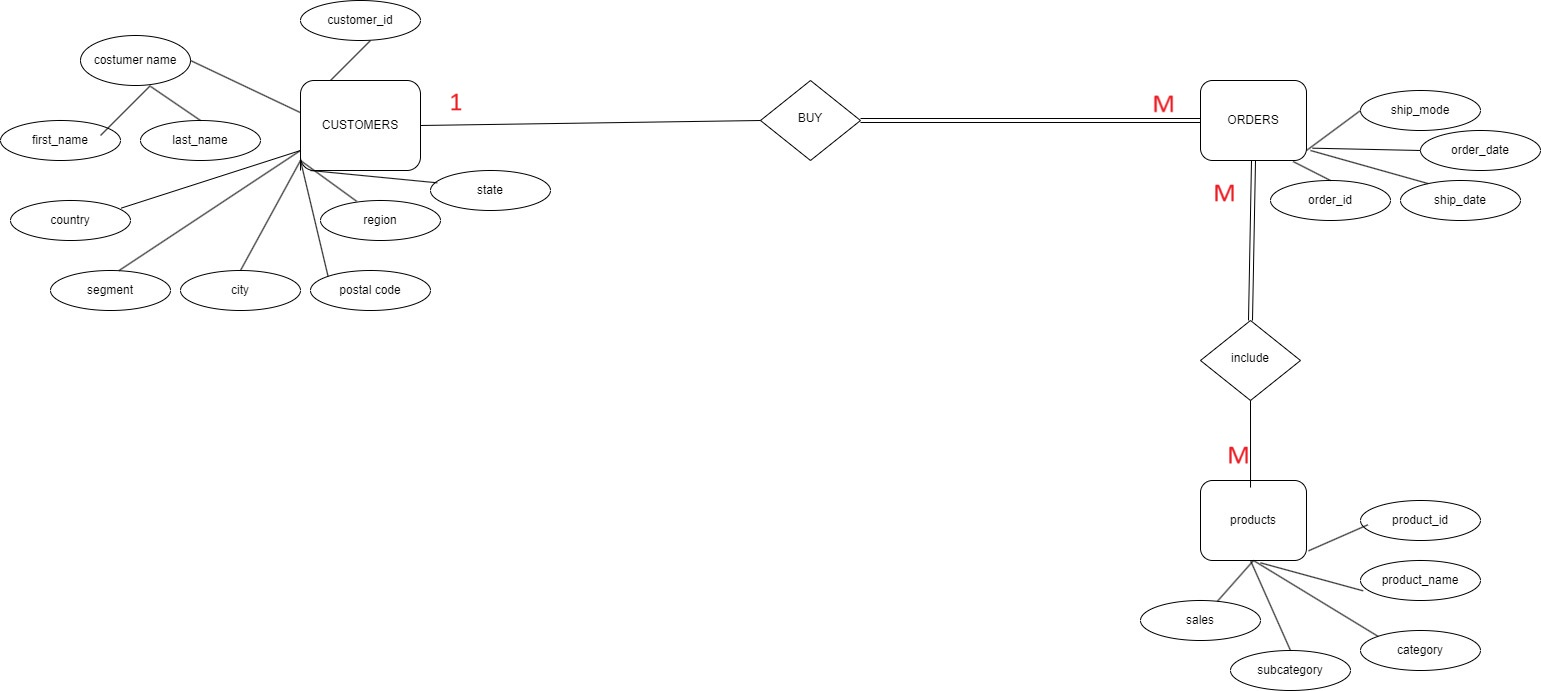 customer_id
costumer name
first_name
last_name
CUSTOMERS
1
BUY
M
ORDERS
ship_mode
order_date
order_id
ship_date
M
state
region
country
segment
city
postal code
include
M
products
product_id
product_name
sales
category
subcategory